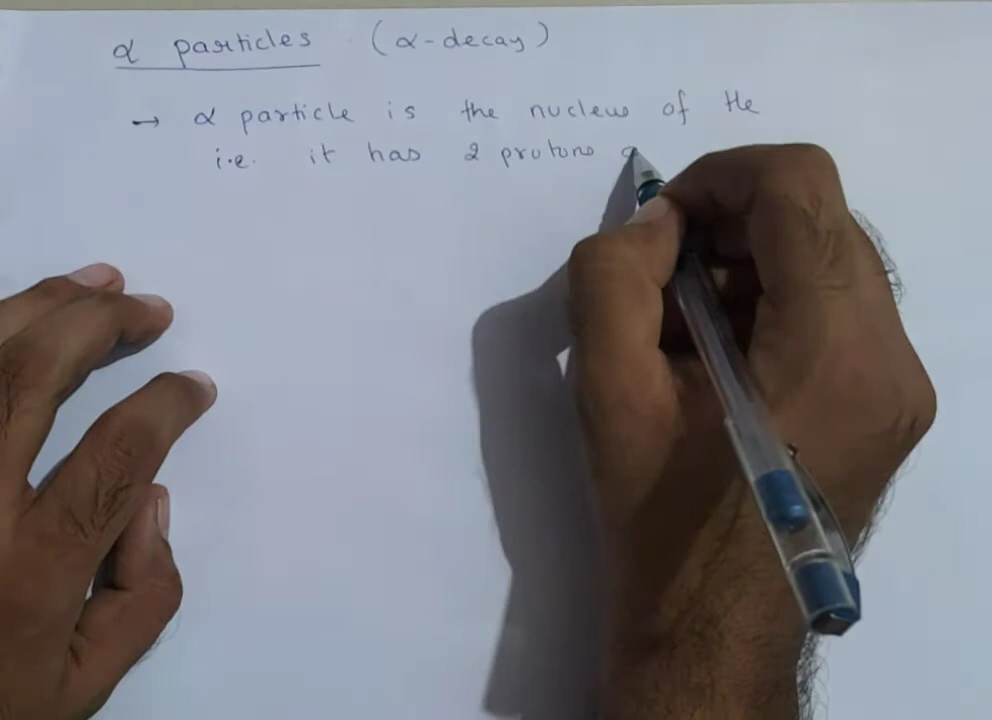 α particles (α-decay)
→ α particle is the nucleus of He
i.e. it has 2 protons